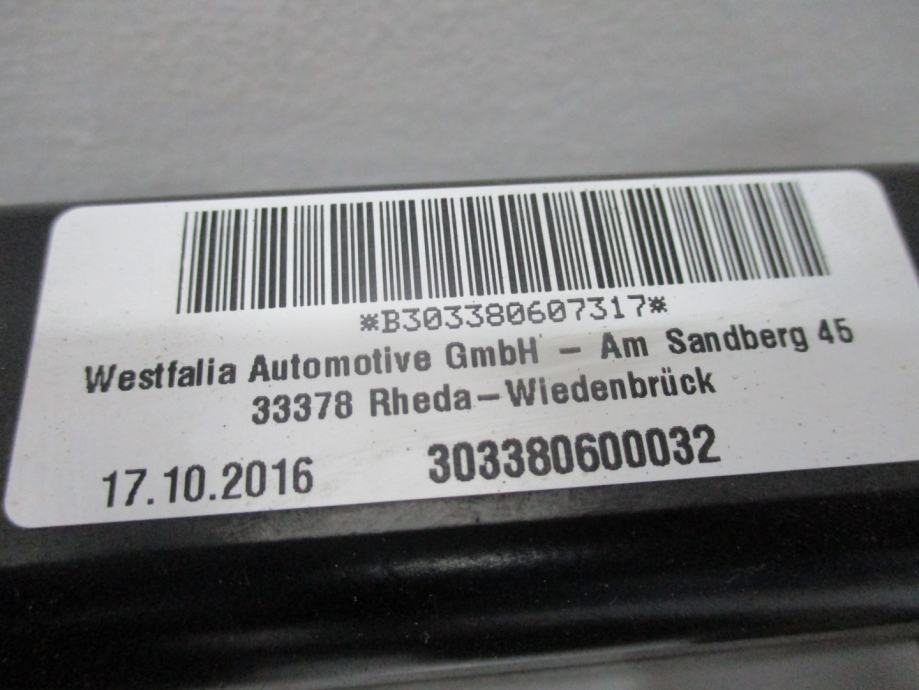 *B303380607317*
Westfalia Automotive GmbH - Am Sandberg 45
33378 Rheda-Wiedenbrück
17.10.2016 303380600032